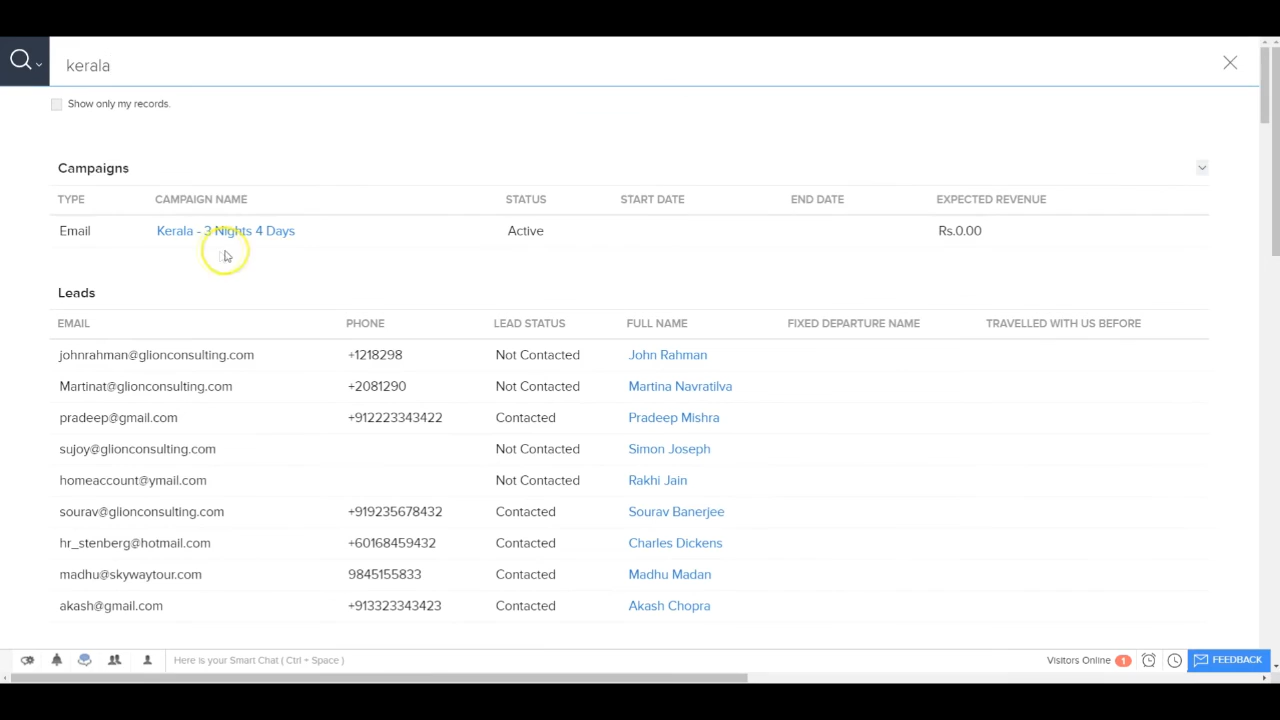 kerala
Show only my records.
Campaigns
TYPE CAMPAIGN NAME STATUS START DATE END DATE EXPECTED REVENUE
Email Kerala - 3 Nights 4 Days Active Rs.0.00
Leads
EMAIL PHONE LEAD STATUS FULL NAME FIXED DEPARTURE NAME TRAVELLED WITH US BEFORE
johnrahman@glionconsulting.com +1218298 Not Contacted John Rahman
Martinat@glionconsulting.com +2081290 Not Contacted Martina Navratilva
pradeep@gmail.com +912223343422 Contacted Pradeep Mishra
sujoy@glionconsulting.com Not Contacted Simon Joseph
homeaccount@ymail.com Not Contacted Rakhi Jain
sourav@glionconsulting.com +919235678432 Contacted Sourav Banerjee
hr_stenberg@hotmail.com +60168459432 Contacted Charles Dickens
madhu@skywaytour.com 9845155833 Contacted Madhu Madan
akash@gmail.com +913323343423 Contacted Akash Chopra
Here is your Smart Chat ( Ctrl + Space ) Visitors Online 1 FEEDBACK